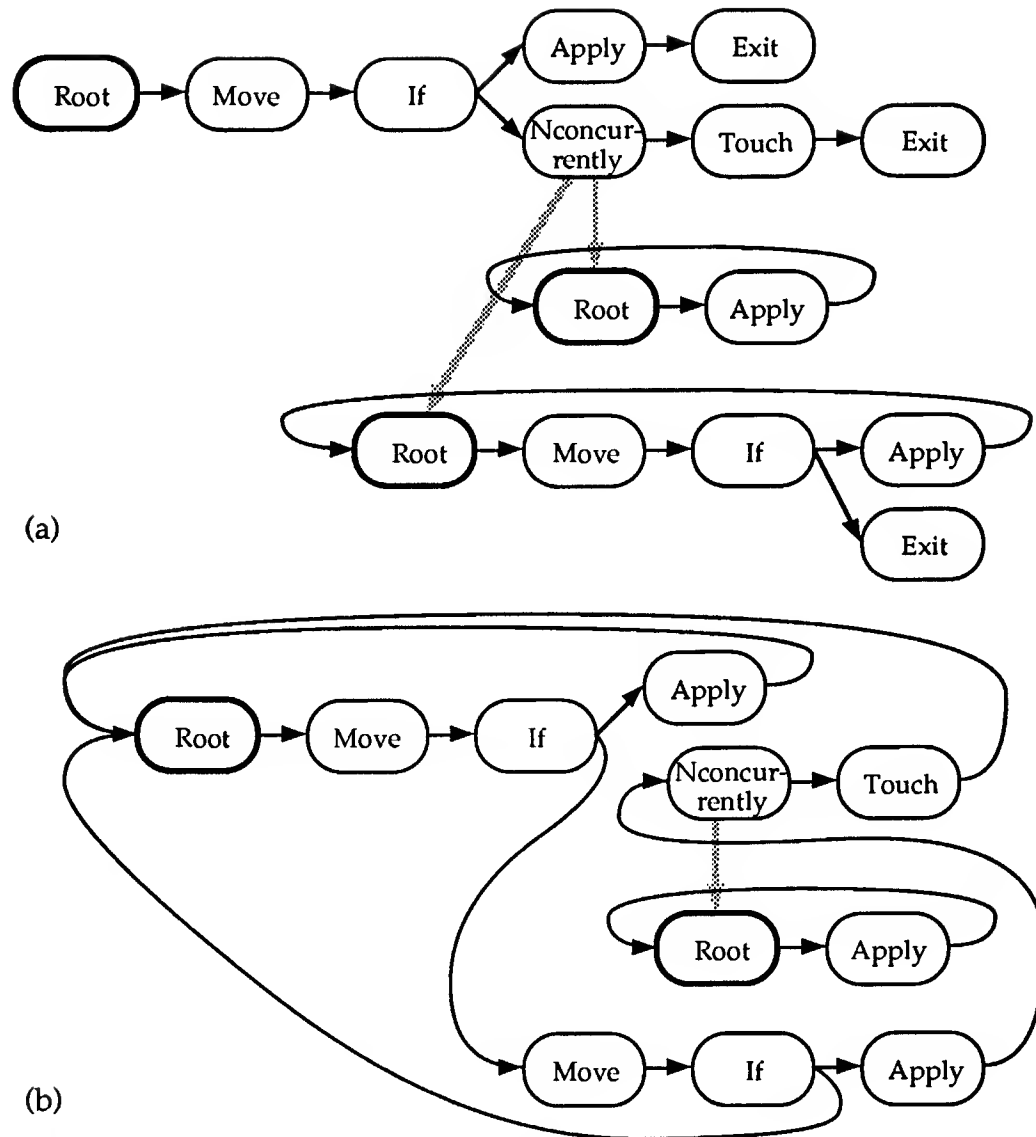 Apply
Exit
Root
Move
If
Nconcur-
rently
Touch
Exit
Root
Apply
Root
Move
If
Apply
(a)
Exit
Apply
Root
Move
If
Nconcur-
rently
Touch
Root
Apply
Move
If
Apply
(b)